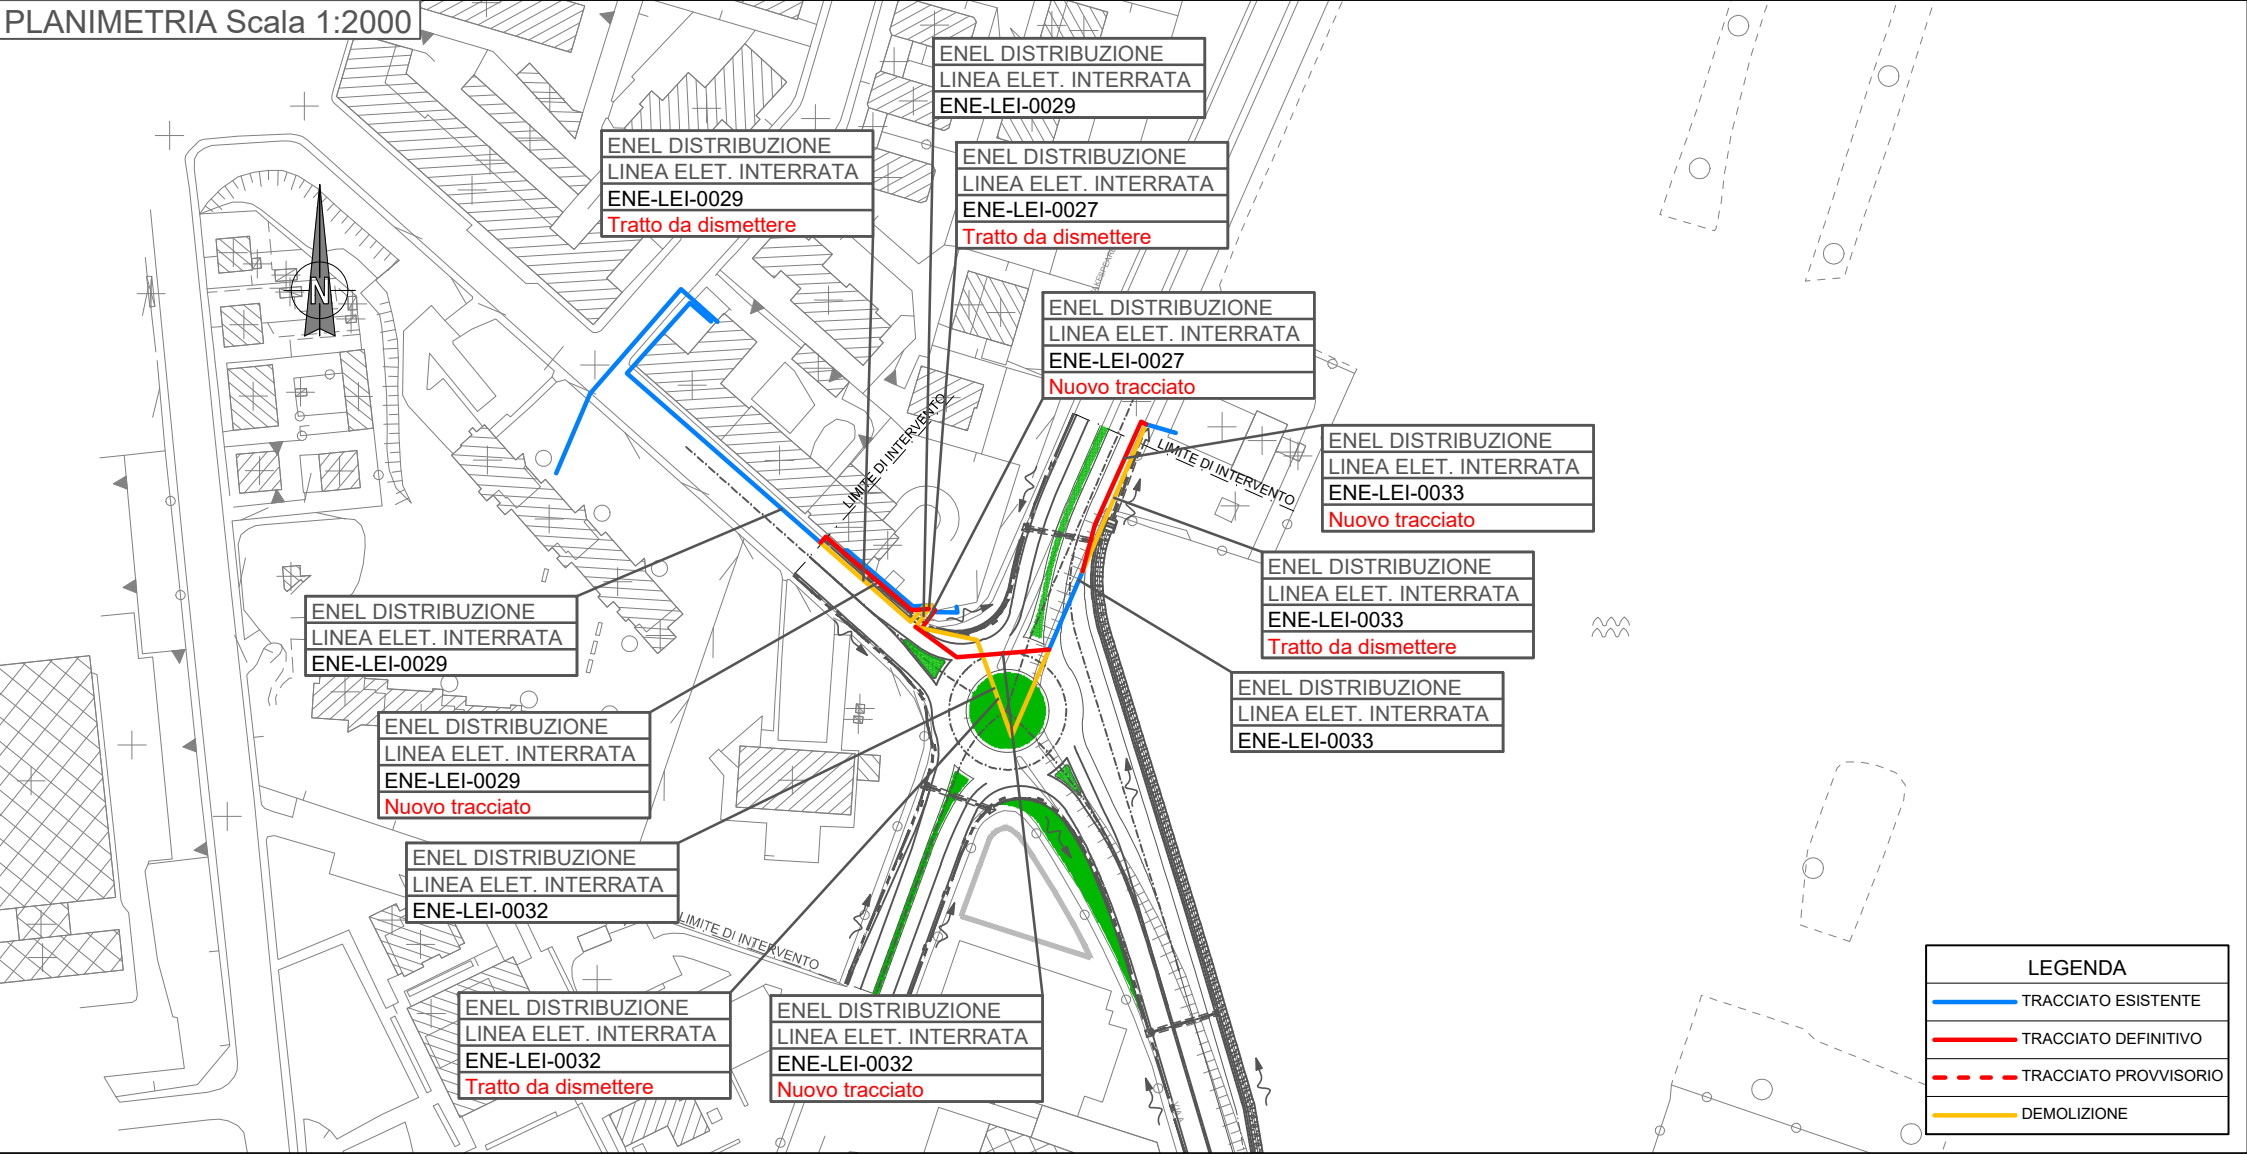 PLANIMETRIA Scala 1:2000
ENEL DISTRIBUZIONE
LINEA ELET. INTERRATA
ENE-LEI-0029
ENEL DISTRIBUZIONE
LINEA ELET. INTERRATA
ENE-LEI-0029
Tratto da dismettere
ENEL DISTRIBUZIONE
LINEA ELET. INTERRATA
ENE-LEI-0027
Tratto da dismettere
N
ENEL DISTRIBUZIONE
LINEA ELET. INTERRATA
ENE-LEI-0027
Nuovo tracciato
LIMITE DI INTERVENTO
LIMITE DI INTERVENTO
ENEL DISTRIBUZIONE
LINEA ELET. INTERRATA
ENE-LEI-0033
Nuovo tracciato
ENEL DISTRIBUZIONE
LINEA ELET. INTERRATA
ENE-LEI-0033
Tratto da dismettere
ENEL DISTRIBUZIONE
LINEA ELET. INTERRATA
ENE-LEI-0029
ENEL DISTRIBUZIONE
LINEA ELET. INTERRATA
ENE-LEI-0033
ENEL DISTRIBUZIONE
LINEA ELET. INTERRATA
ENE-LEI-0029
Nuovo tracciato
ENEL DISTRIBUZIONE
LINEA ELET. INTERRATA
ENE-LEI-0032
LIMITE DI INTERVENTO
ENEL DISTRIBUZIONE
LINEA ELET. INTERRATA
ENE-LEI-0032
Tratto da dismettere
ENEL DISTRIBUZIONE
LINEA ELET. INTERRATA
ENE-LEI-0032
Nuovo tracciato
LEGENDA
TRACCIATO ESISTENTE
TRACCIATO DEFINITIVO
TRACCIATO PROVVISORIO
DEMOLIZIONE